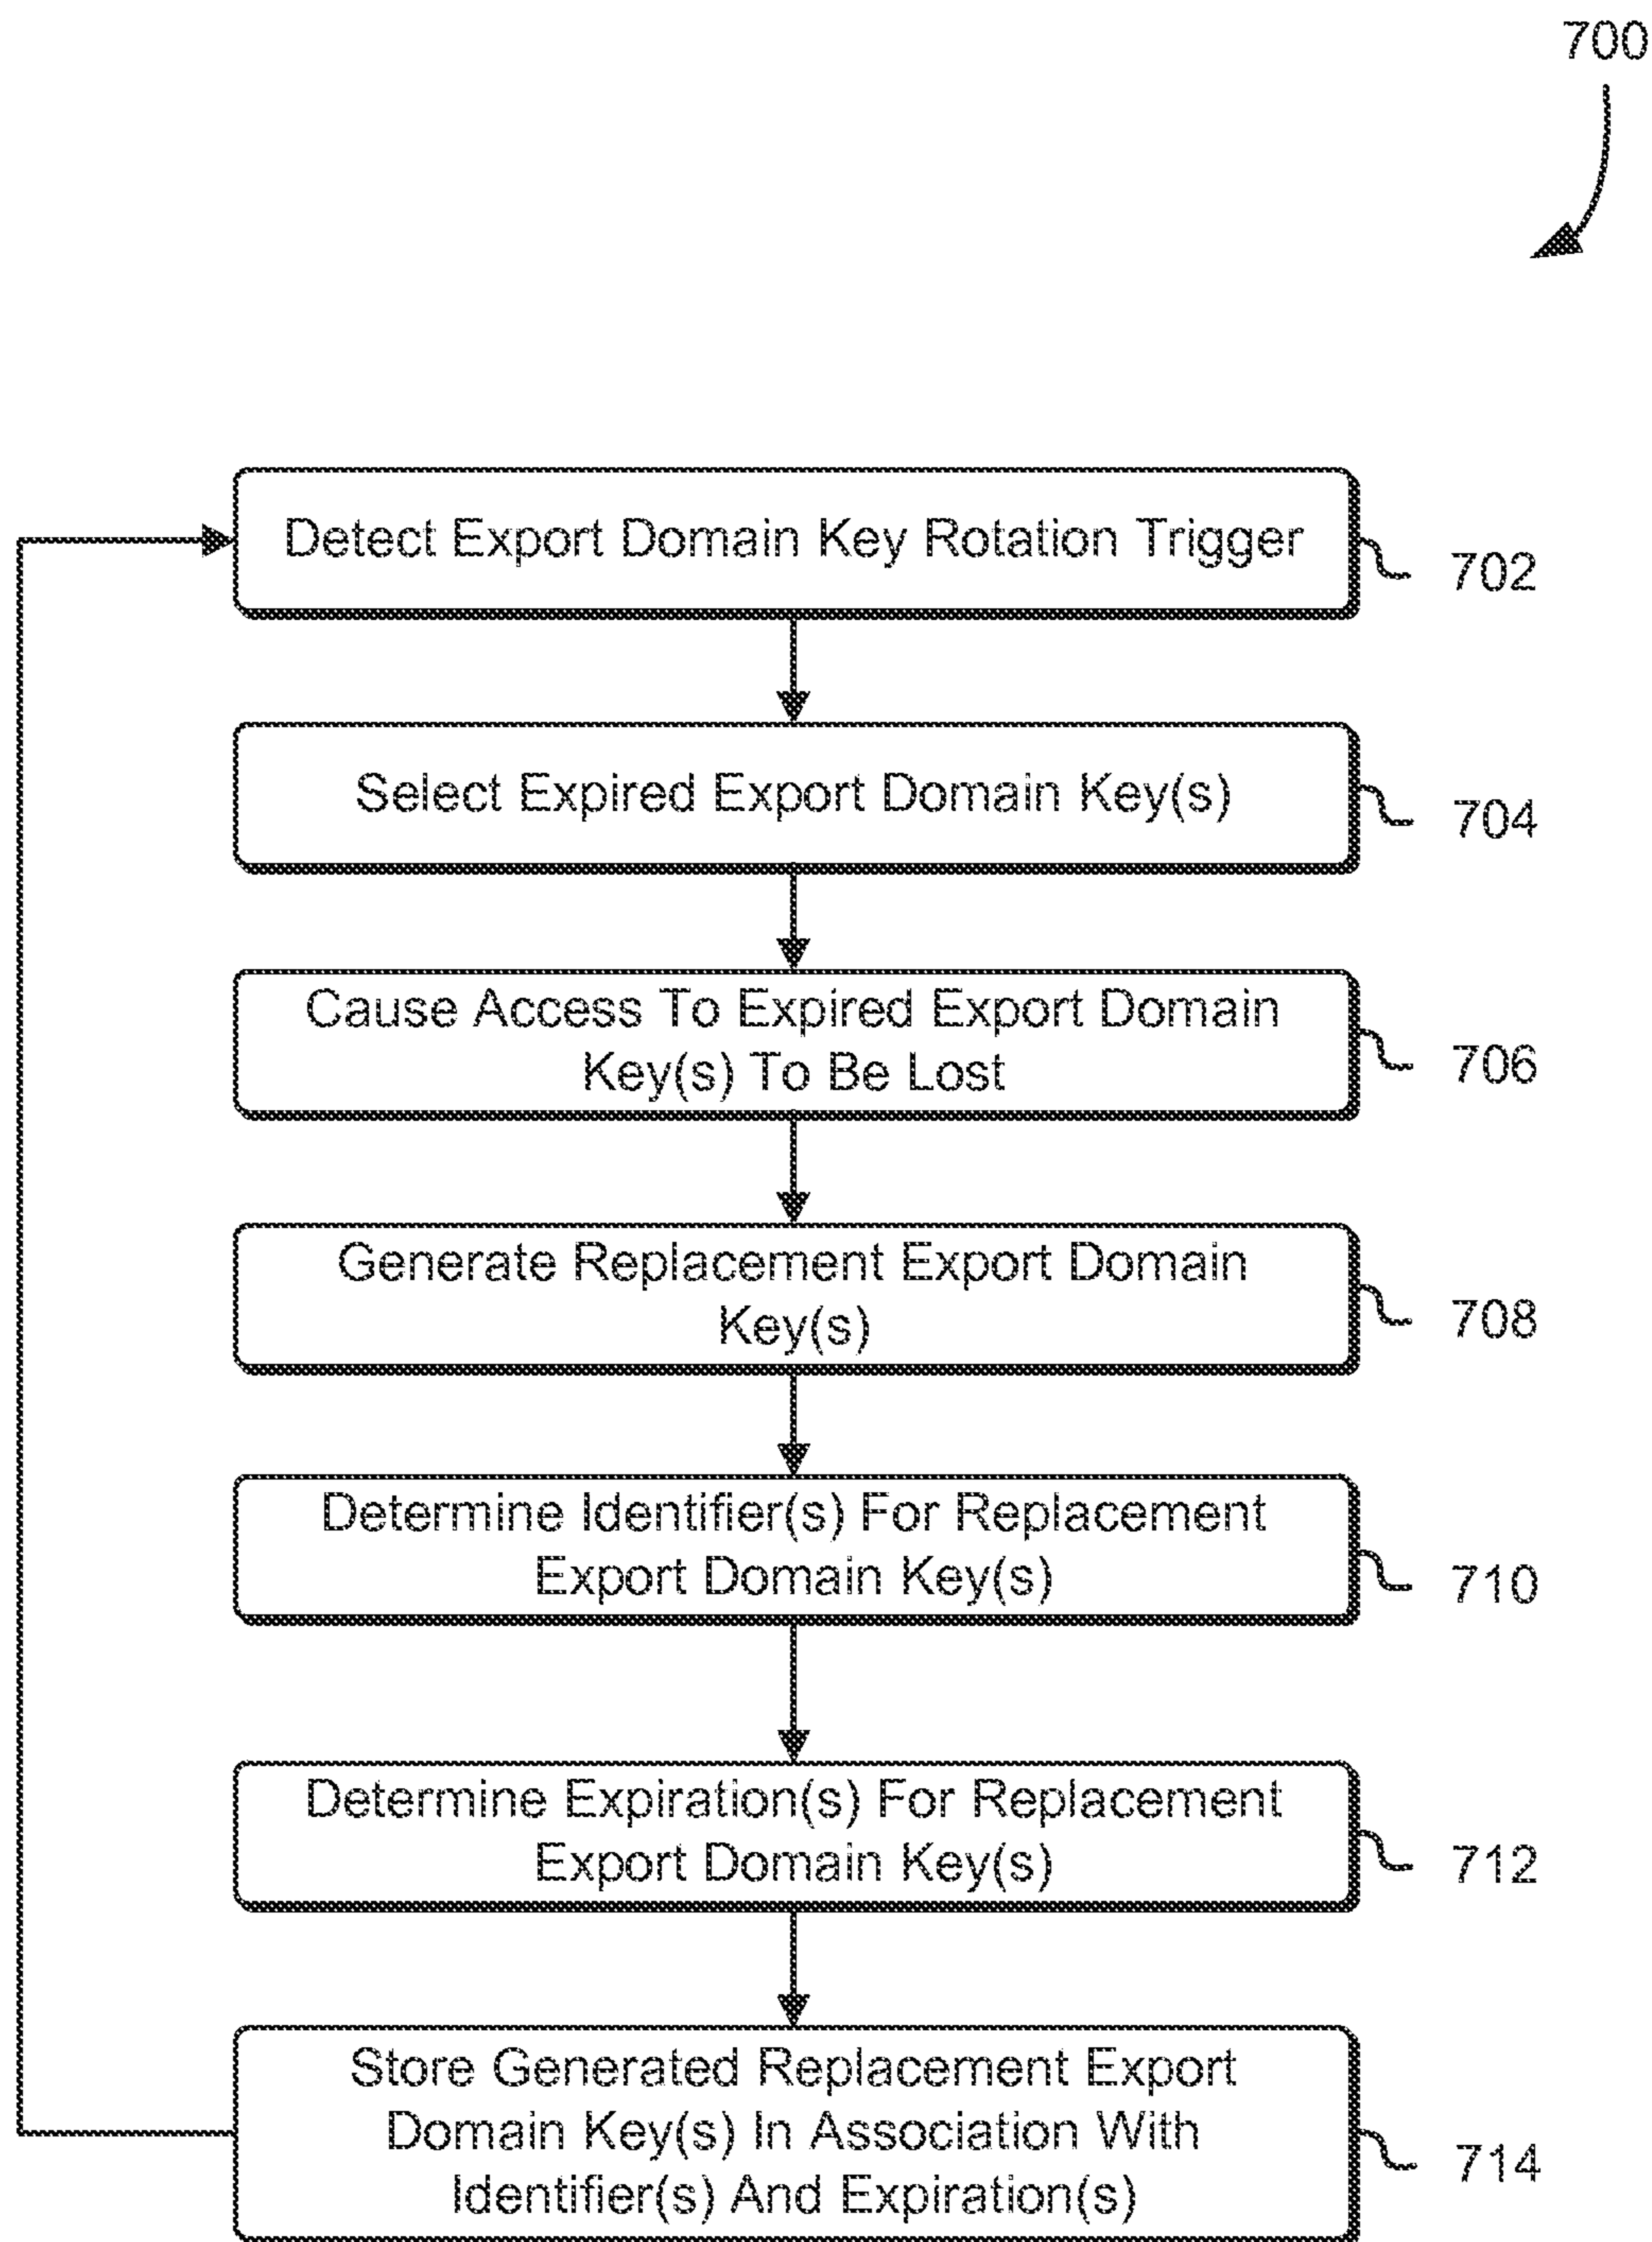 700
Detect Export Domain Key Rotation Trigger
702
Select Expired Export Domain Key(s)
704
Cause Access To Expired Export Domain
Key(s) To Be Lost
706
Generate Replacement Export Domain
Key(s)
708
Determine Identifier(s) For Replacement
Export Domain Key(s)
710
Determine Expiration(s) For Replacement
Export Domain Key(s)
712
Store Generated Replacement Export
Domain Key(s) In Association With
Identifier(s) And Expiration(s)
714